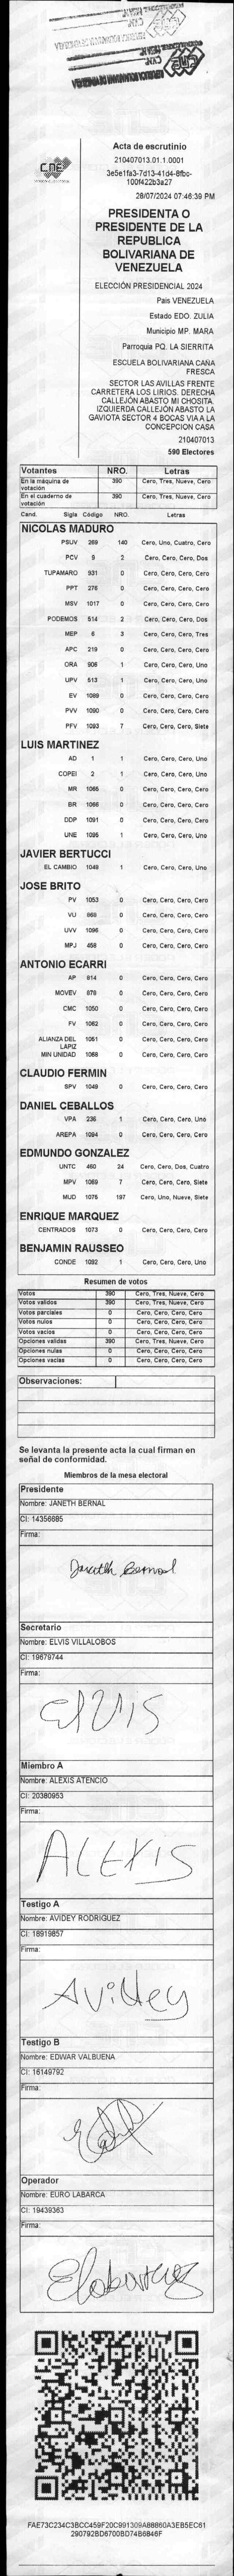 CNE
Acta de escrutinio
210407013.01.1.0001
3e5e1fa3-7d13-41d4-8fbc-
100f422b3a27
28/07/2024 07:46:39 PM
PRESIDENTA O
PRESIDENTE DE LA
REPUBLICA
BOLIVARIANA DE
VENEZUELA
ELECCIÓN PRESIDENCIAL 2024
Pais VENEZUELA
Estado EDO. ZULIA
Municipio MP. MARA
Parroquia PQ. LA SIERRITA
ESCUELA BOLIVARIANA CAÑA
FRESCA
SECTOR LAS AVILLAS FRENTE
CARRETERA LOS LIRIOS. DERECHA
CALLEJÓN ABASTO MI CHOSITA.
IZQUIERDA CALLEJÓN ABASTO LA
GAVIOTA SECTOR 4 BOCAS VIA A LA
CONCEPCION CASA
210407013
590 Electores
Votantes NRO. Letras
En la máquina de votación 390 Cero, Tres, Nueve, Cero
En el cuaderno de votación 390 Cero, Tres, Nueve, Cero
Cand. Sigla Código NRO. Letras
NICOLAS MADURO
PSUV 269 140 Cero, Uno, Cuatro, Cero
PCV 9 2 Cero, Cero, Cero, Dos
TUPAMARO 931 0 Cero, Cero, Cero, Cero
PPT 276 0 Cero, Cero, Cero, Cero
MSV 1017 0 Cero, Cero, Cero, Cero
PODEMOS 514 2 Cero, Cero, Cero, Dos
MEP 6 3 Cero, Cero, Cero, Tres
APC 219 0 Cero, Cero, Cero, Cero
ORA 906 1 Cero, Cero, Cero, Uno
UPV 513 1 Cero, Cero, Cero, Uno
EV 1089 0 Cero, Cero, Cero, Cero
PVV 1090 0 Cero, Cero, Cero, Cero
PFV 1093 7 Cero, Cero, Cero, Siete
LUIS MARTINEZ
AD 1 1 Cero, Cero, Cero, Uno
COPEI 2 1 Cero, Cero, Cero, Uno
MR 1065 0 Cero, Cero, Cero, Cero
BR 1066 0 Cero, Cero, Cero, Cero
DDP 1091 0 Cero, Cero, Cero, Cero
UNE 1095 1 Cero, Cero, Cero, Uno
JAVIER BERTUCCI
EL CAMBIO 1048 1 Cero, Cero, Cero, Uno
JOSE BRITO
PV 1053 0 Cero, Cero, Cero, Cero
VU 969 0 Cero, Cero, Cero, Cero
UVV 1096 0 Cero, Cero, Cero, Cero
MPJ 458 0 Cero, Cero, Cero, Cero
ANTONIO ECARRI
AP 814 0 Cero, Cero, Cero, Cero
MOVEV 979 0 Cero, Cero, Cero, Cero
CMC 1050 0 Cero, Cero, Cero, Cero
FV 1062 0 Cero, Cero, Cero, Cero
ALIANZA DEL LAPIZ 1051 0 Cero, Cero, Cero, Cero
MIN UNIDAD 1068 0 Cero, Cero, Cero, Cero
CLAUDIO FERMIN
SPV 1049 0 Cero, Cero, Cero, Cero
DANIEL CEBALLOS
VPA 236 1 Cero, Cero, Cero, Uno
AREPA 1094 0 Cero, Cero, Cero, Cero
EDMUNDO GONZALEZ
UNTC 460 24 Cero, Cero, Dos, Cuatro
MPV 1069 7 Cero, Cero, Cero, Siete
MUD 1075 197 Cero, Uno, Nueve, Siete
ENRIQUE MARQUEZ
CENTRADOS 1073 0 Cero, Cero, Cero, Cero
BENJAMIN RAUSSEO
CONDE 1092 1 Cero, Cero, Cero, Uno
Resumen de votos
Votos 390 Cero, Tres, Nueve, Cero
Votos validos 390 Cero, Tres, Nueve, Cero
Votos parciales 0 Cero, Cero, Cero, Cero
Votos nulos 0 Cero, Cero, Cero, Cero
Votos vacios 0 Cero, Cero, Cero, Cero
Opciones validas 390 Cero, Tres, Nueve, Cero
Opciones nulas 0 Cero, Cero, Cero, Cero
Opciones vacias 0 Cero, Cero, Cero, Cero
Observaciones:
Se levanta la presente acta la cual firman en
señal de conformidad.
Miembros de la mesa electoral
Presidente
Nombre: JANETH BERNAL
CI: 14356685
Firma:
Janeth Bernal
Secretario
Nombre: ELVIS VILLALOBOS
CI: 19679744
Firma:
ElVIS
Miembro A
Nombre: ALEXIS ATENCIO
CI: 20380953
Firma:
ALEXIS
Testigo A
Nombre: AVIDEY RODRIGUEZ
CI: 18919857
Firma:
Avidey
Testigo B
Nombre: EDWAR VALBUENA
CI: 16149792
Firma:
Operador
Nombre: EURO LABARCA
CI: 19439363
Firma:
FAE73C234C3BCC459F20C991309A88860A3EB5EC61
290792BD6700BD74B6846F